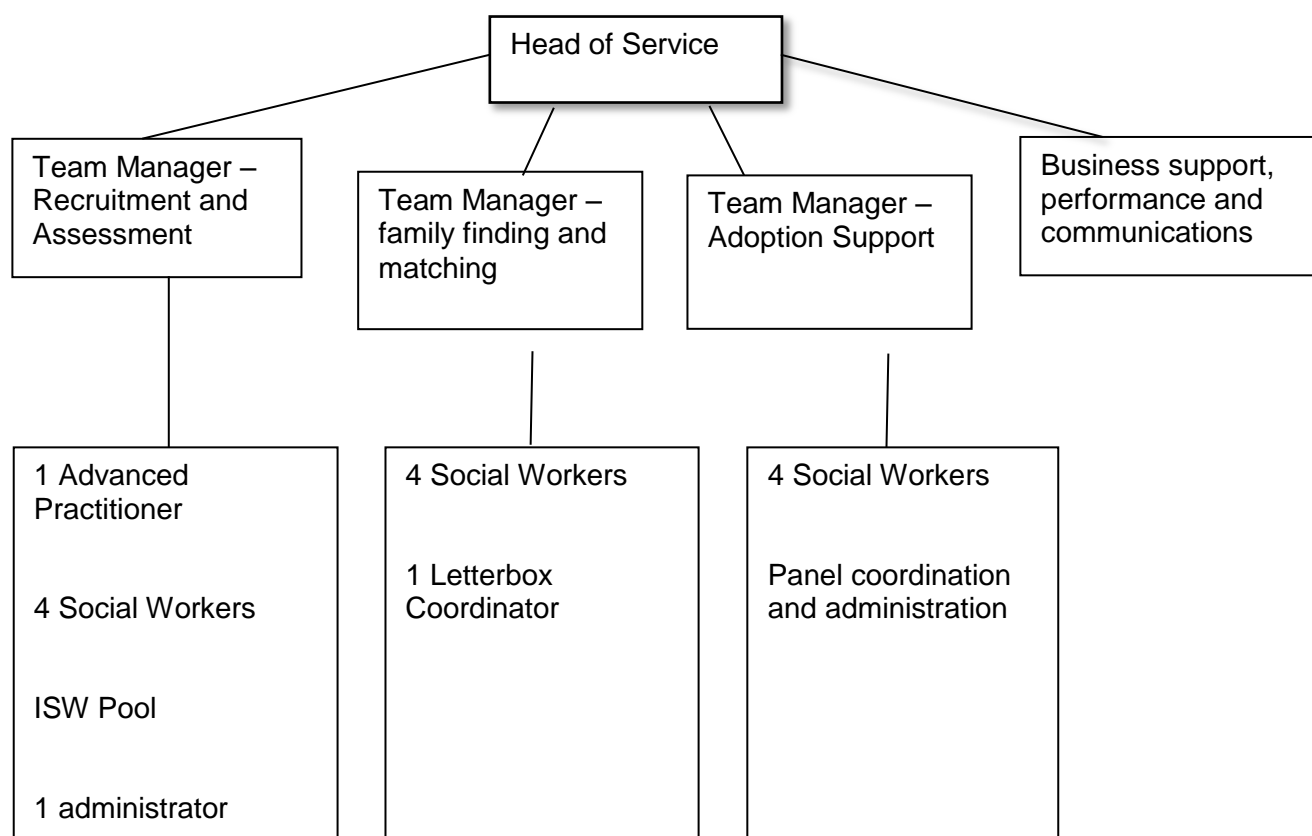 Head of Service
Team Manager –
Recruitment and
Assessment
Team Manager –
family finding and
matching
Team Manager –
Adoption Support
Business support,
performance and
communications
1 Advanced
Practitioner
4 Social Workers
ISW Pool
1 administrator
4 Social Workers
1 Letterbox
Coordinator
4 Social Workers
Panel coordination
and administration